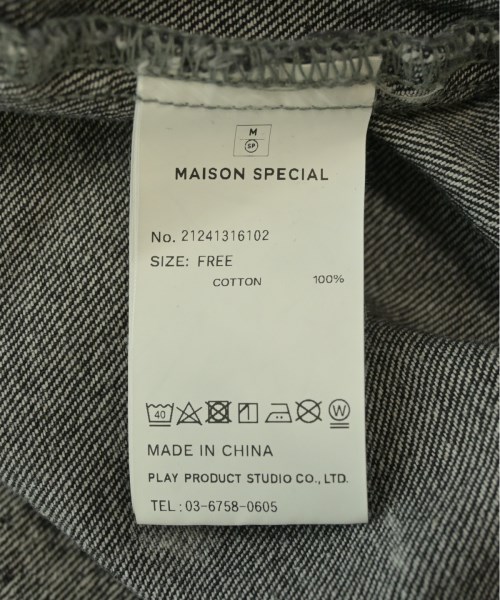 M
SP
MAISON SPECIAL
No. 21241316102
SIZE: FREE
COTTON 100%
40 W
MADE IN CHINA
PLAY PRODUCT STUDIO CO., LTD.
TEL : 03-6758-0605